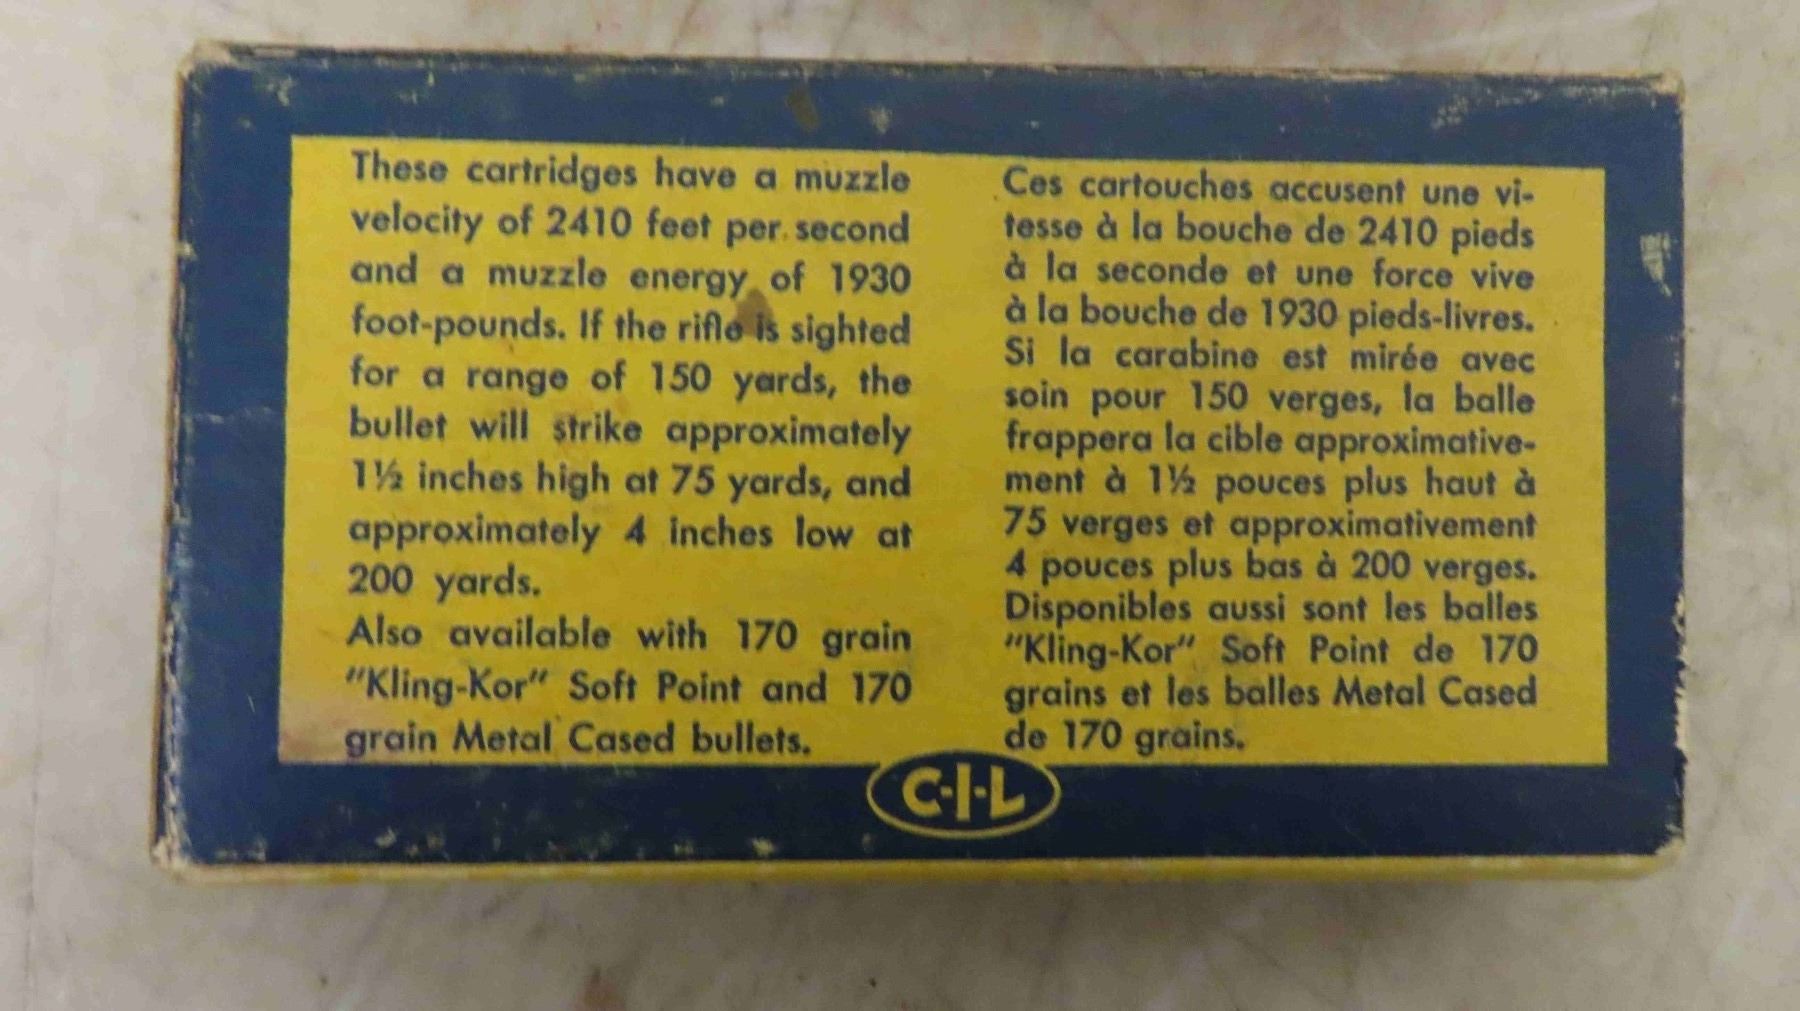 These cartridges have a muzzle
velocity of 2410 feet per second
and a muzzle energy of 1930
foot-pounds. If the rifle is sighted
for a range of 150 yards, the
bullet will strike approximately
1½ inches high at 75 yards, and
approximately 4 inches low at
200 yards.
Also available with 170 grain
"Kling-Kor" Soft Point and 170
grain Metal Cased bullets.
Ces cartouches accusent une vi-
tesse à la bouche de 2410 pieds
à la seconde et une force vive
à la bouche de 1930 pieds-livres.
Si la carabine est mirée avec
soin pour 150 verges, la balle
frappera la cible approximative-
ment à 1½ pouces plus haut à
75 verges et approximativement
4 pouces plus bas à 200 verges.
Disponibles aussi sont les balles
"Kling-Kor" Soft Point de 170
grains et les balles Metal Cased
de 170 grains.
C-I-L